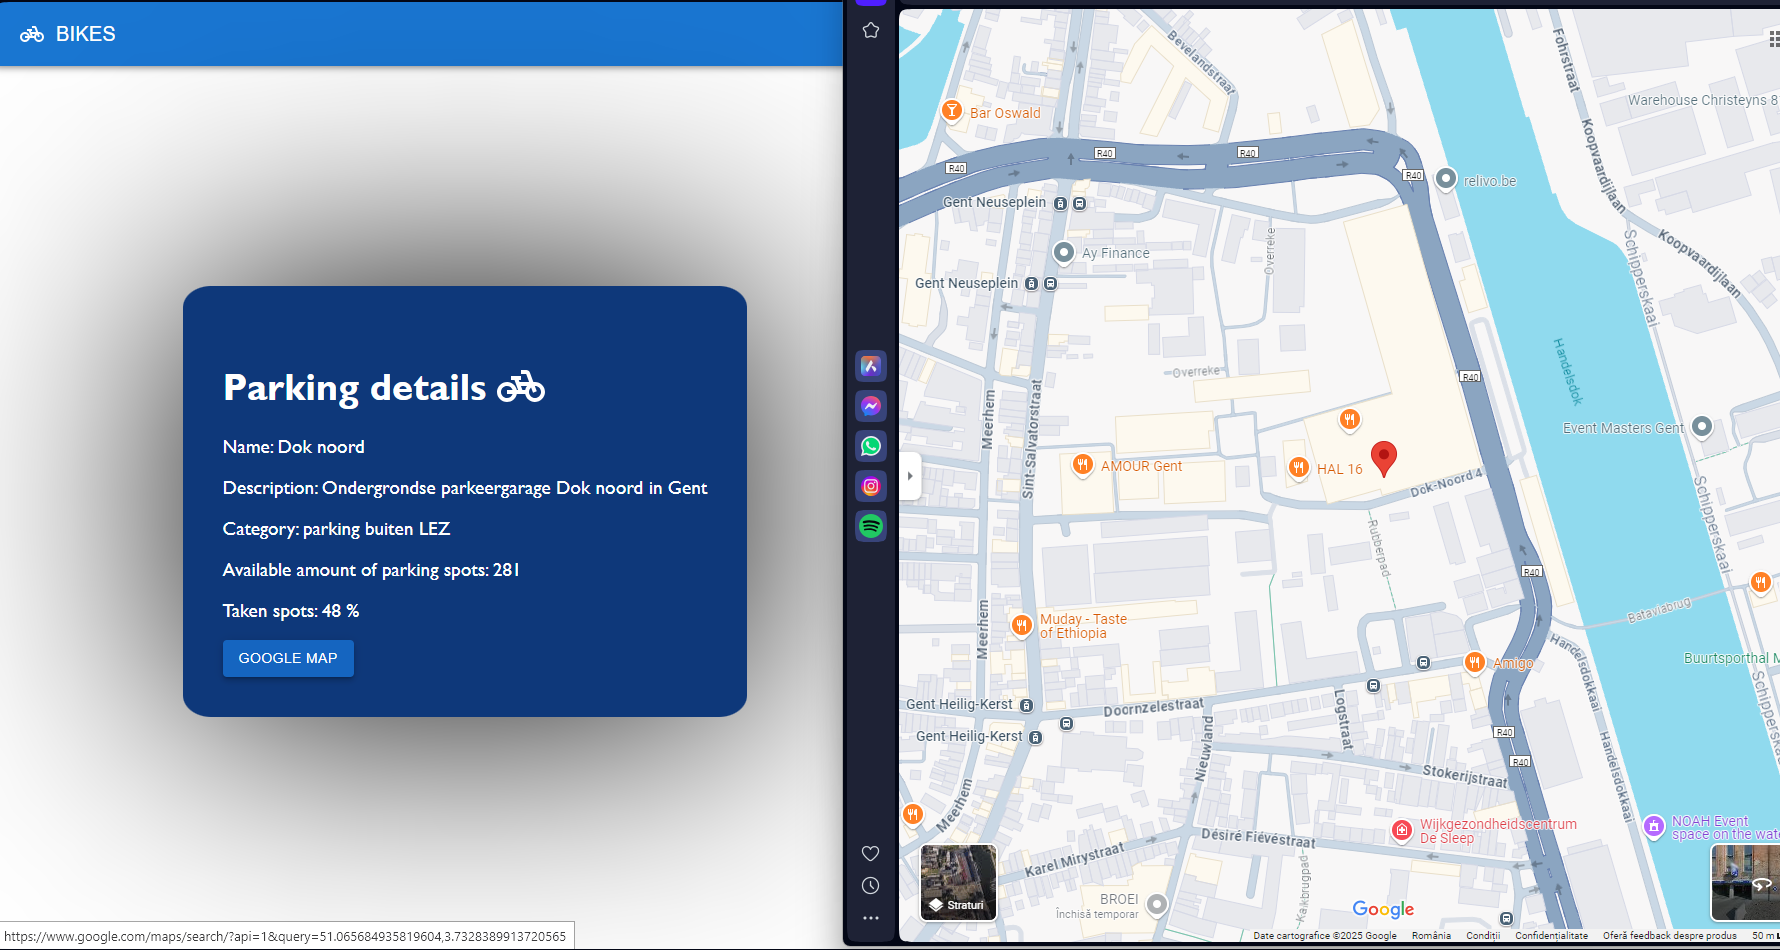 BIKES
Parking details
Name: Dok noord
Description: Ondergrondse parkeergarage Dok noord in Gent
Category: parking buiten LEZ
Available amount of parking spots: 281
Taken spots: 48 %
GOOGLE MAP
https://www.google.com/maps/search/?api=1&query=51.065684935819604,3.7328389913720565
Bevelandstraat
Fohrstraat
Warehouse Christeyns 8
Bar Oswald
Koopvaardijlaan
R40
R40
R40
R40
relivo.be
Gent Neuseplein
Overreke
Schipperskaai
Koopvaardijlaan
Ay Finance
Gent Neuseplein
Handelsdok
Overreke
R40
Meerhem
Sint-Salvatorstraat
Event Masters Gent
AMOUR Gent
HAL 16
Dok-Noord 4
Schipperskaai
Rubberpad
R40
Meerhem
Bataviabrug
Muday - Taste
of Ethiopia
Handelsdokkaai
Amigo
Buurtsporthal M
Schipperskaai
Gent Heilig-Kerst
Doornzelestraat
Logstraat
R40
Gent Heilig-Kerst
Nieuwland
Handelsdokkaai
R40
Stokerijstraat
Meerhem
Wijkgezondheidscentrum
De Sleep
NOAH Event
space on the wate
Désiré Fiévéstraat
Karel Mirystraat
Kalkbrugpad
BROEI
Închisă temporar
Straturi
Google
Date cartografice ©2025 Google
România
Condiții
Confidențialitate
Oferă feedback despre produs
50 m